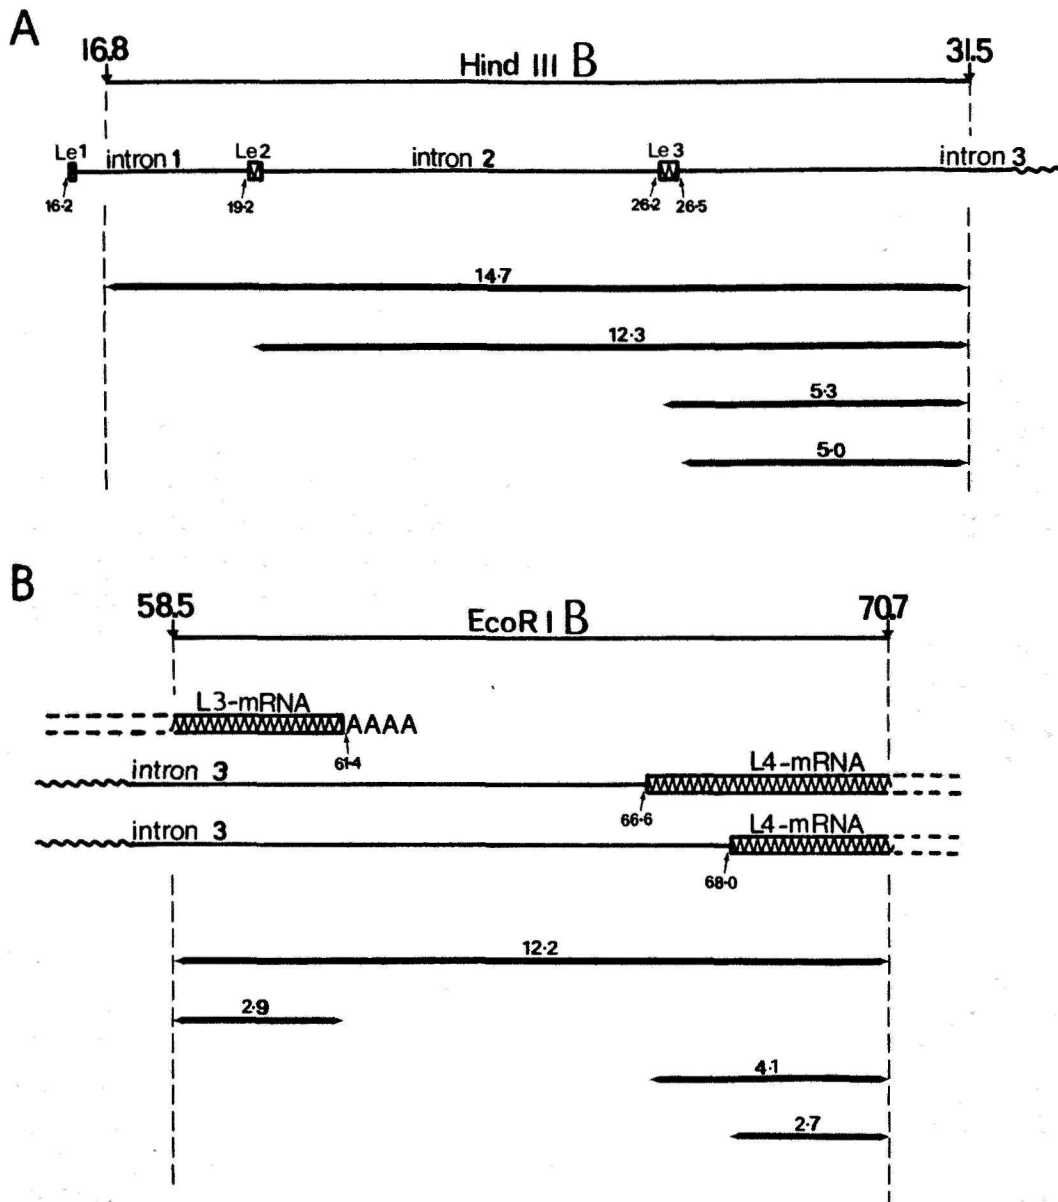 A
16.8 31.5
Hind III B
Le1 intron 1 Le2 intron 2 Le3 intron 3
16·2 19·2 26·2 26·5
14·7
12·3
5·3
5·0
B
58.5 70.7
EcoR I B
L3-mRNA
AAAA
61·4
intron 3 L4-mRNA
66·6
intron 3 L4-mRNA
68·0
12·2
2·9
4·1
2·7